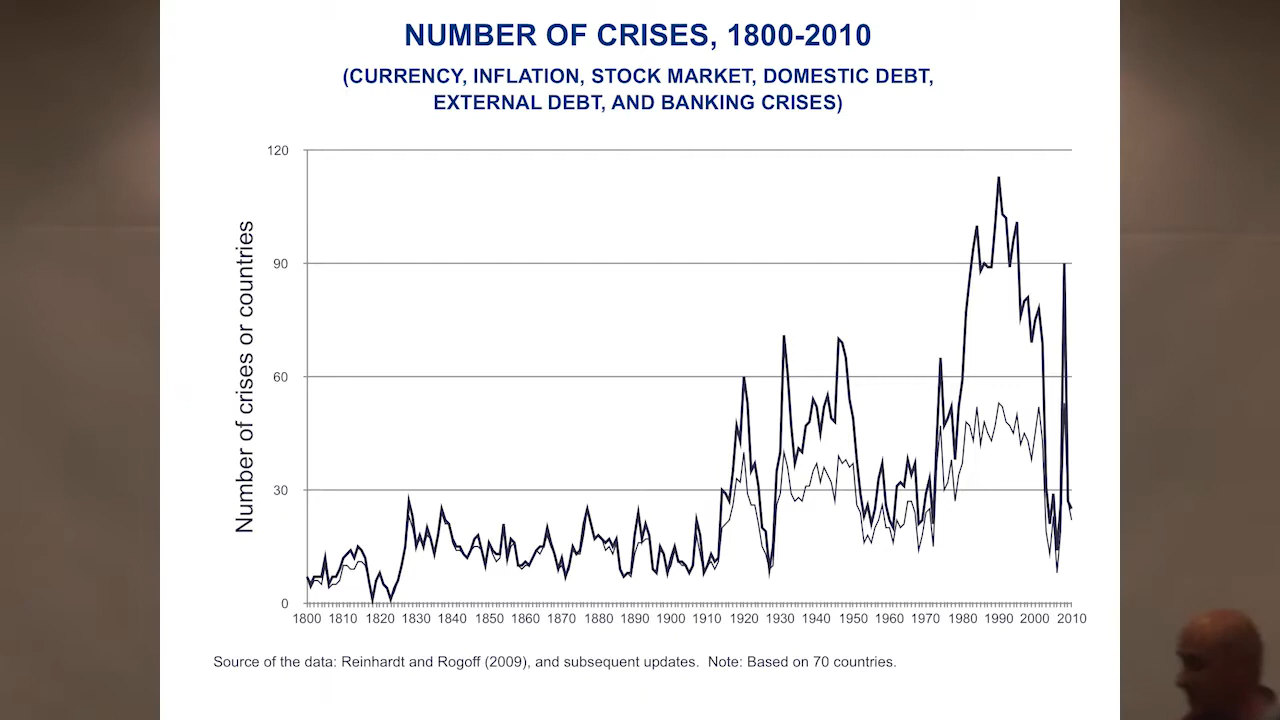 NUMBER OF CRISES, 1800-2010
(CURRENCY, INFLATION, STOCK MARKET, DOMESTIC DEBT,
EXTERNAL DEBT, AND BANKING CRISES)
Number of crises or countries
120
90
60
30
0
1800 1810 1820 1830 1840 1850 1860 1870 1880 1890 1900 1910 1920 1930 1940 1950 1960 1970 1980 1990 2000 2010
Source of the data: Reinhardt and Rogoff (2009), and subsequent updates. Note: Based on 70 countries.